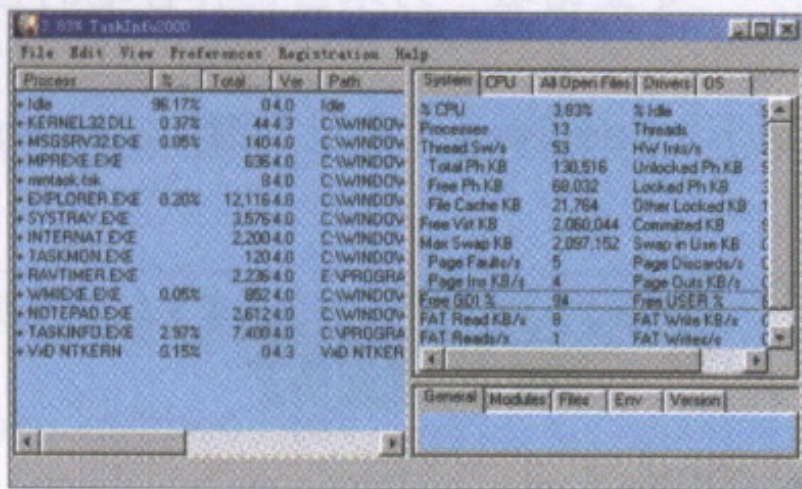 3.83% TaskInfo2000
File Edit View Preferences Registration Help
Process % Total Ver Path
+ Idle 96.17% 0 4.0 Idle
+ KERNEL32.DLL 0.37% 44 4.3 C:\WINDOW
+ MSGSRV32.EXE 0.05% 140 4.0 C:\WINDOW
+ MPREXE.EXE 636 4.0 C:\WINDOW
+ mmtask.tsk 8 4.0 C:\WINDOW
+ EXPLORER.EXE 0.20% 12,116 4.0 C:\WINDOW
+ SYSTRAY.EXE 3,576 4.0 C:\WINDOW
+ INTERNAT.EXE 2,200 4.0 C:\WINDOW
+ TASKMON.EXE 120 4.0 C:\WINDOW
+ RAVTIMER.EXE 2,236 4.0 E:\PROGRA
+ WMIEXE.EXE 0.05% 852 4.0 C:\WINDOW
+ NOTEPAD.EXE 2,612 4.0 C:\WINDOW
+ TASKINFO.EXE 2.97% 7,408 4.0 C:\PROGRA
+ VxD NTKERN 0.15% 0 4.3 VxD NTKER
System CPU All Open Files Drivers OS
% CPU 3.83% % Idle
Processes 13 Threads
Thread Sw/s 53 HW Ints/s
Total Ph KB 130,516 Unlocked Ph KB
Free Ph KB 68,032 Locked Ph KB
File Cache KB 21,764 Other Locked KB
Free Virt KB 2,060,044 Committed KB
Max Swap KB 2,097,152 Swap in Use KB
Page Faults/s 5 Page Discards/s
Page Ins KB/s 4 Page Outs KB/s
Free GDI % 94 Free USER %
FAT Read KB/s 8 FAT Write KB/s
FAT Reads/s 1 FAT Writes/s
General Modules Files Env Version